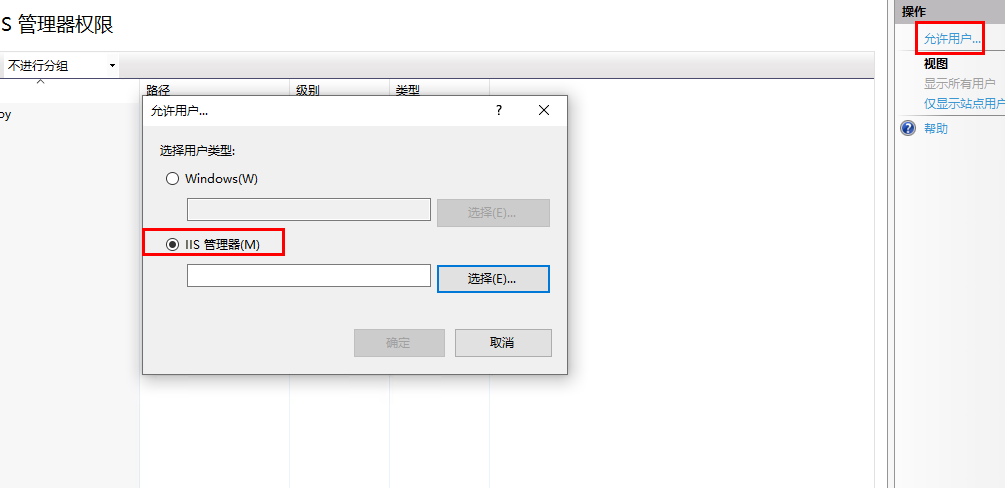 S 管理器权限
操作
允许用户...
不进行分组
视图
显示所有用户
仅显示站点用户
帮助
路径
级别
类型
oy
允许用户...
?
选择用户类型:
Windows(W)
选择(E)...
IIS 管理器(M)
选择(E)...
确定
取消